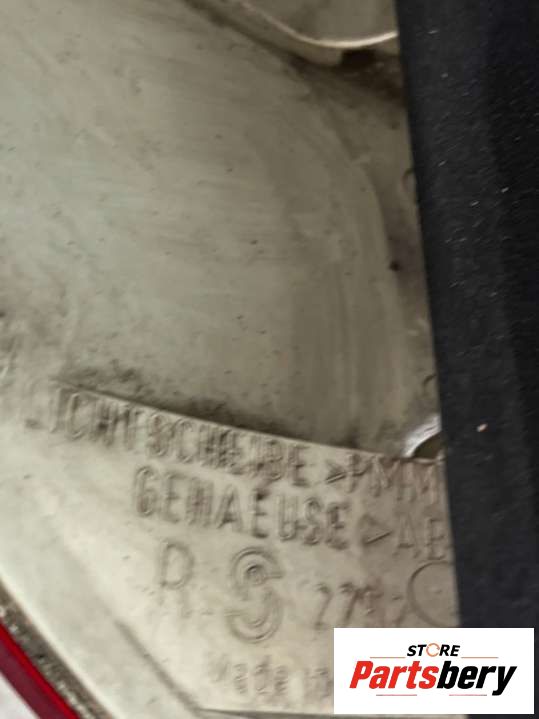 LICHTSCHEIBE >PMM
GEHAEUSE >AB
R S
Made
STORE
Partsbery